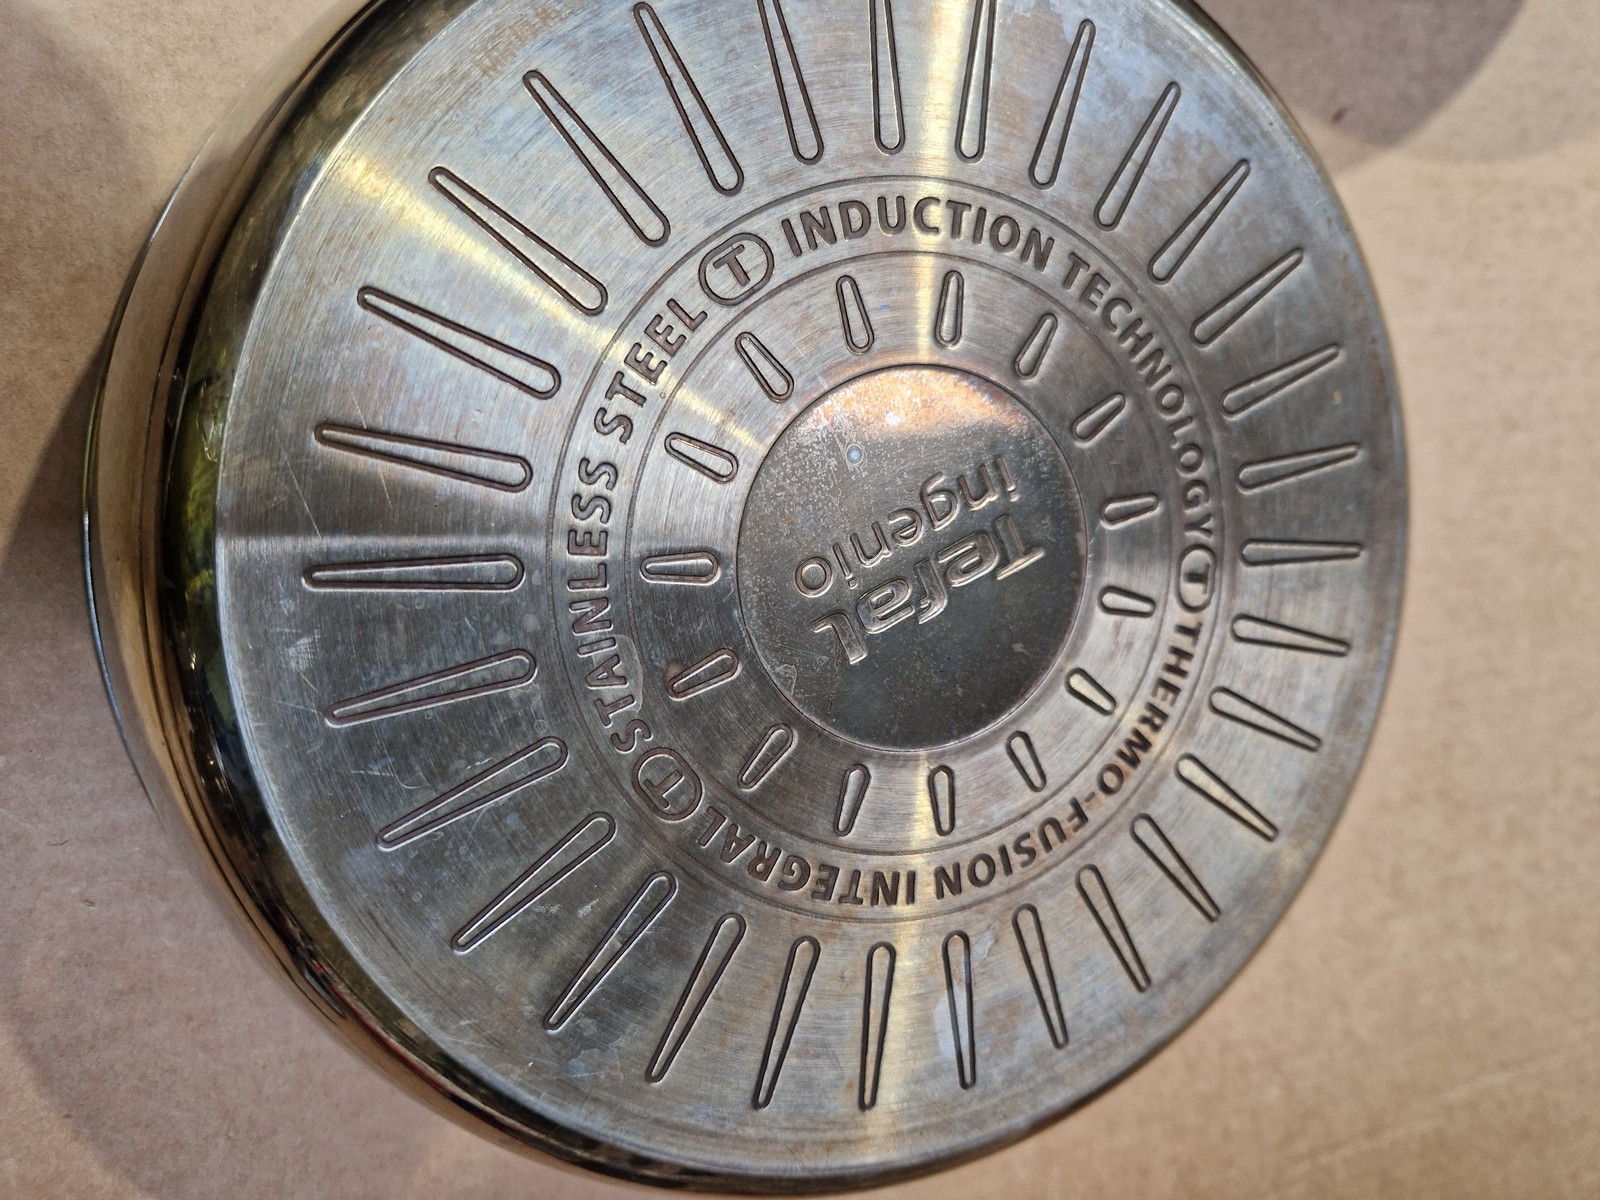 Tefal
ingenio
INDUCTION TECHNOLOGY T THERMO-FUSION INTEGRAL T STAINLESS STEEL T